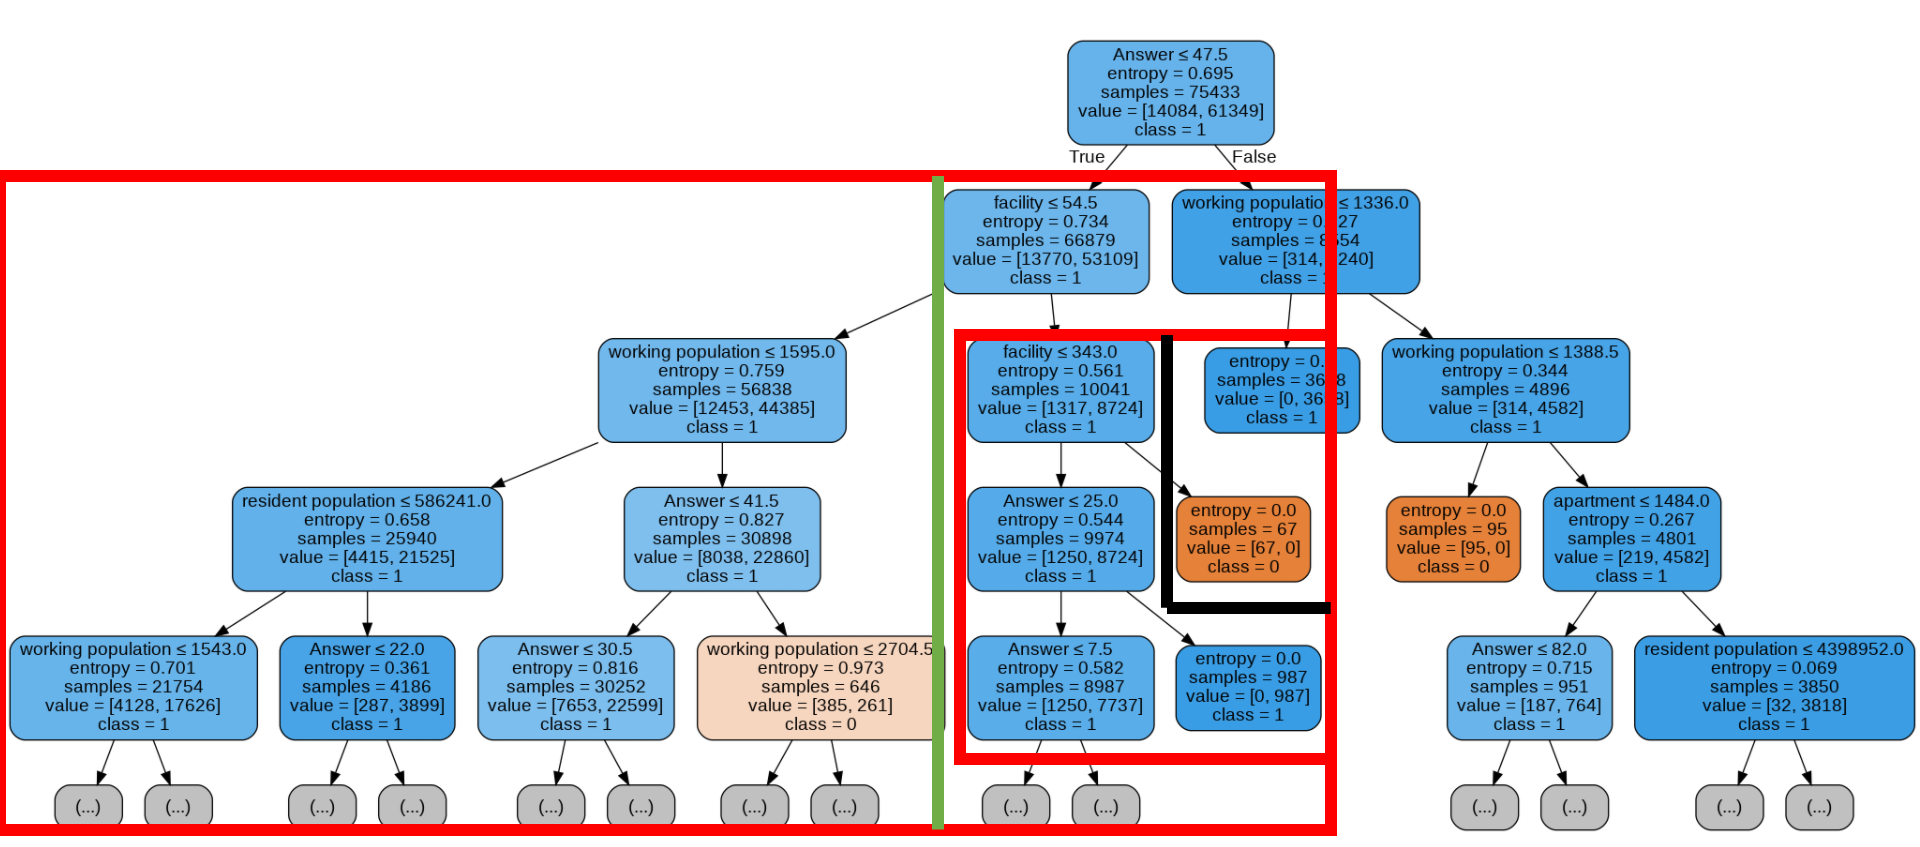 Answer ≤ 47.5
entropy = 0.695
samples = 75433
value = [14084, 61349]
class = 1
True
False
facility ≤ 54.5
entropy = 0.734
samples = 66879
value = [13770, 53109]
class = 1
working population ≤ 1336.0
entropy = 0. 27
samples = 8554
value = [314, 240]
class = 1
working population ≤ 1595.0
entropy = 0.759
samples = 56838
value = [12453, 44385]
class = 1
facility ≤ 343.0
entropy = 0.561
samples = 10041
value = [1317, 8724]
class = 1
entropy = 0.
samples = 36 8
value = [0, 36 8]
class = 1
working population ≤ 1388.5
entropy = 0.344
samples = 4896
value = [314, 4582]
class = 1
resident population ≤ 586241.0
entropy = 0.658
samples = 25940
value = [4415, 21525]
class = 1
Answer ≤ 41.5
entropy = 0.827
samples = 30898
value = [8038, 22860]
class = 1
Answer ≤ 25.0
entropy = 0.544
samples = 9974
value = [1250, 8724]
class = 1
entropy = 0.0
samples = 67
value = [67, 0]
class = 0
entropy = 0.0
samples = 95
value = [95, 0]
class = 0
apartment ≤ 1484.0
entropy = 0.267
samples = 4801
value = [219, 4582]
class = 1
working population ≤ 1543.0
entropy = 0.701
samples = 21754
value = [4128, 17626]
class = 1
Answer ≤ 22.0
entropy = 0.361
samples = 4186
value = [287, 3899]
class = 1
Answer ≤ 30.5
entropy = 0.816
samples = 30252
value = [7653, 22599]
class = 1
working population ≤ 2704.5
entropy = 0.973
samples = 646
value = [385, 261]
class = 0
Answer ≤ 7.5
entropy = 0.582
samples = 8987
value = [1250, 7737]
class = 1
entropy = 0.0
samples = 987
value = [0, 987]
class = 1
Answer ≤ 82.0
entropy = 0.715
samples = 951
value = [187, 764]
class = 1
resident population ≤ 4398952.0
entropy = 0.069
samples = 3850
value = [32, 3818]
class = 1
(...)
(...)
(...)
(...)
(...)
(...)
(...)
(...)
(...)
(...)
(...)
(...)
(...)
(...)